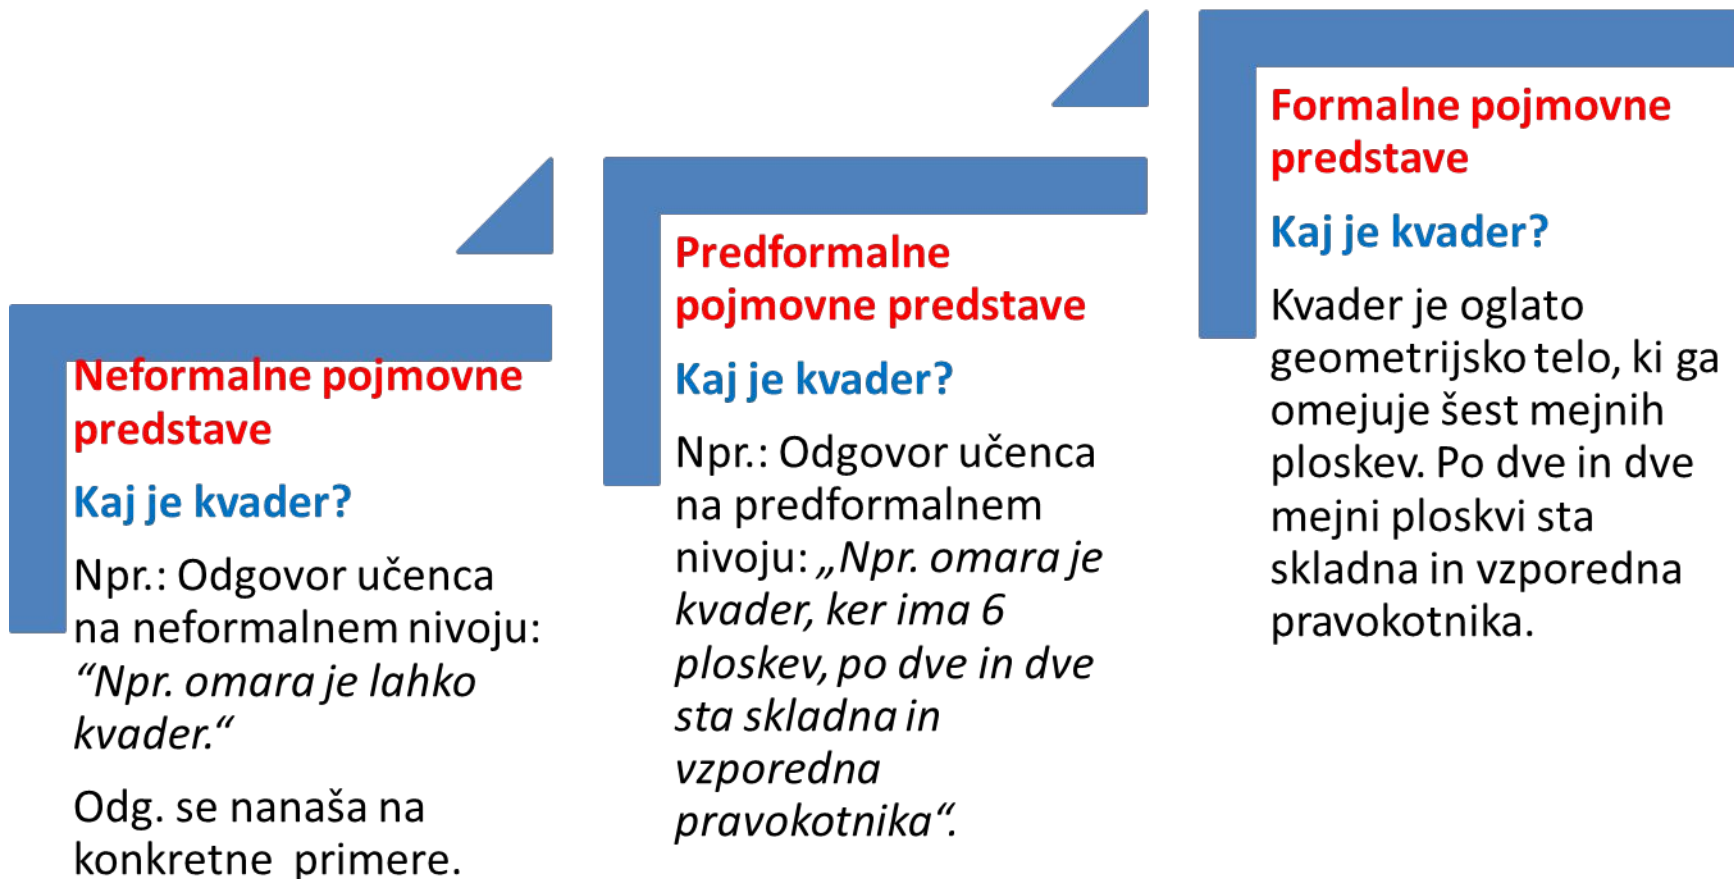 Neformalne pojmovne
predstave
Kaj je kvader?
Npr.: Odgovor učenca
na neformalnem nivoju:
“Npr. omara je lahko
kvader.“
Odg. se nanaša na
konkretne primere.
Predformalne
pojmovne predstave
Kaj je kvader?
Npr.: Odgovor učenca
na predformalnem
nivoju: „Npr. omara je
kvader, ker ima 6
ploskev, po dve in dve
sta skladna in
vzporedna
pravokotnika“.
Formalne pojmovne
predstave
Kaj je kvader?
Kvader je oglato
geometrijsko telo, ki ga
omejuje šest mejnih
ploskev. Po dve in dve
mejni ploskvi sta
skladna in vzporedna
pravokotnika.